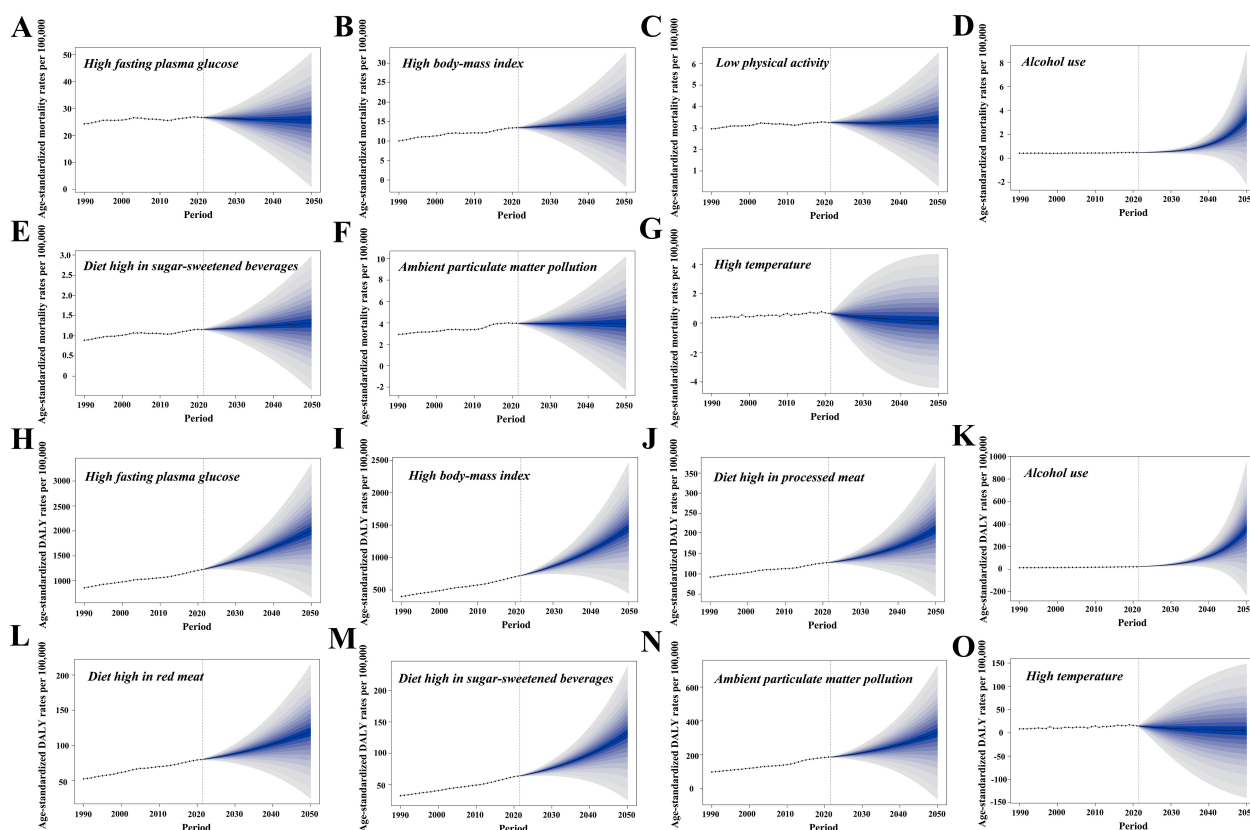 A
Age-standardized mortality rates per 100,000
High fasting plasma glucose
50
40
30
20
10
0
1990 2000 2010 2020 2030 2040 2050
Period
B
Age-standardized mortality rates per 100,000
High body-mass index
30
25
20
15
10
5
0
1990 2000 2010 2020 2030 2040 2050
Period
C
Age-standardized mortality rates per 100,000
Low physical activity
6
5
4
3
2
1
1990 2000 2010 2020 2030 2040 2050
Period
D
Age-standardized mortality rates per 100,000
Alcohol use
8
6
4
2
0
-2
1990 2000 2010 2020 2030 2040 2050
Period
E
Age-standardized mortality rates per 100,000
Diet high in sugar-sweetened beverages
3.0
2.5
2.0
1.5
1.0
0.5
0
1990 2000 2010 2020 2030 2040 2050
Period
F
Age-standardized mortality rates per 100,000
Ambient particulate matter pollution
10
8
6
4
2
0
-2
1990 2000 2010 2020 2030 2040 2050
Period
G
Age-standardized mortality rates per 100,000
High temperature
4
2
0
-2
-4
1990 2000 2010 2020 2030 2040 2050
Period
H
Age-standardized DALY rates per 100,000
High fasting plasma glucose
3000
2500
2000
1500
1000
1990 2000 2010 2020 2030 2040 2050
Period
I
Age-standardized DALY rates per 100,000
High body-mass index
2500
2000
1500
1000
500
1990 2000 2010 2020 2030 2040 2050
Period
J
Age-standardized DALY rates per 100,000
Diet high in processed meat
350
300
250
200
150
100
50
1990 2000 2010 2020 2030 2040 2050
Period
K
Age-standardized DALY rates per 100,000
Alcohol use
1000
800
600
400
200
0
-200
1990 2000 2010 2020 2030 2040 2050
Period
L
Age-standardized DALY rates per 100,000
Diet high in red meat
200
150
100
50
1990 2000 2010 2020 2030 2040 2050
Period
M
Age-standardized DALY rates per 100,000
Diet high in sugar-sweetened beverages
200
150
100
50
1990 2000 2010 2020 2030 2040 2050
Period
N
Age-standardized DALY rates per 100,000
Ambient particulate matter pollution
600
400
200
0
1990 2000 2010 2020 2030 2040 2050
Period
O
Age-standardized DALY rates per 100,000
High temperature
150
100
50
0
-50
-100
-150
1990 2000 2010 2020 2030 2040 2050
Period